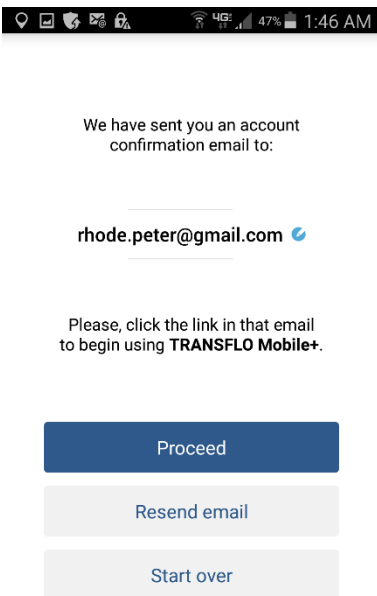 4G 47% 1:46 AM
We have sent you an account
confirmation email to:
rhode.peter@gmail.com
Please, click the link in that email
to begin using TRANSFLO Mobile+.
Proceed
Resend email
Start over